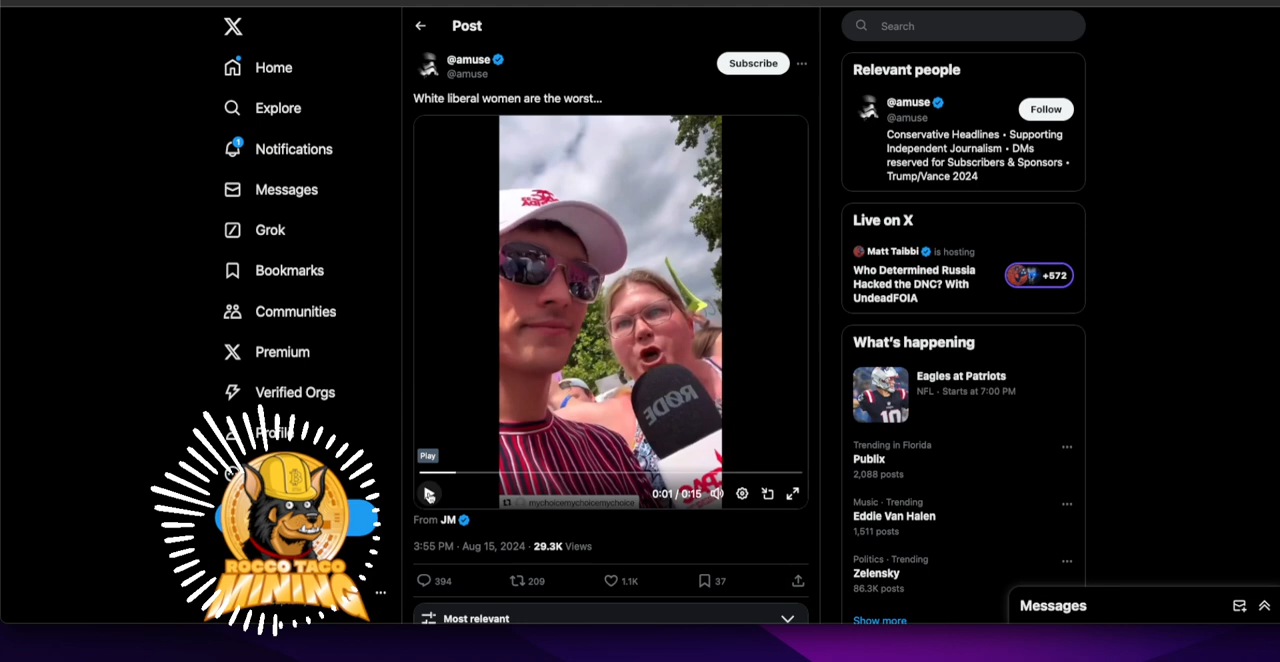 Home
Explore
1
Notifications
Messages
Grok
Bookmarks
Communities
Premium
Verified Orgs
Profile
ROCCO TACO
MINING
Post
@amuse
@amuse
Subscribe
White liberal women are the worst...
RØDE
Play
0:01 / 0:15
mychoicemychoicemychoice
From JM
3:55 PM · Aug 15, 2024 · 29.3K Views
394
209
1.1K
37
Most relevant
Search
Relevant people
@amuse
@amuse
Follow
Conservative Headlines • Supporting
Independent Journalism • DMs
reserved for Subscribers & Sponsors •
Trump/Vance 2024
Live on X
Matt Taibbi is hosting
Who Determined Russia
Hacked the DNC? With
UndeadFOIA
+572
What's happening
Eagles at Patriots
NFL · Starts at 7:00 PM
10
Trending in Florida
Publix
2,088 posts
Music · Trending
Eddie Van Halen
1,511 posts
Politics · Trending
Zelensky
86.3K posts
Show more
Messages